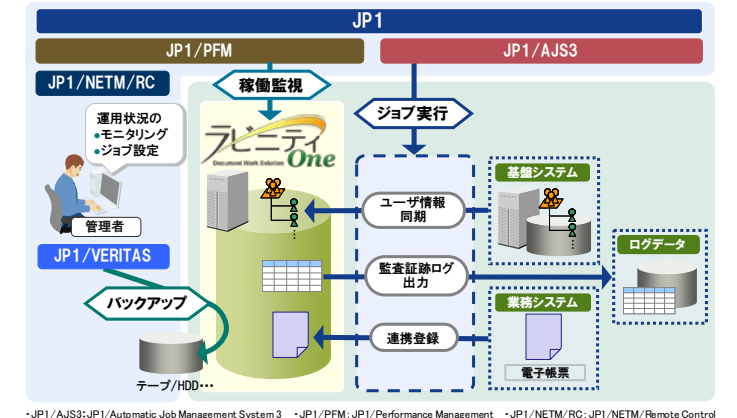 JP1
JP1/PFM
JP1/AJS3
JP1/NETM/RC
稼働監視
ジョブ実行
運用状況の
●モニタリング
●ジョブ設定
ラビニティ
Document Work Solution
One
管理者
基盤システム
ユーザ情報
同期
JP1/VERITAS
監査証跡ログ
出力
ログデータ
バックアップ
業務システム
連携登録
電子帳票
テープ/HDD…
・JP1/AJS3:JP1/Automatic Job Management System 3 ・JP1/PFM：JP1/Performance Management ・JP1/NETM/RC：JP1/NETM/Remote Control